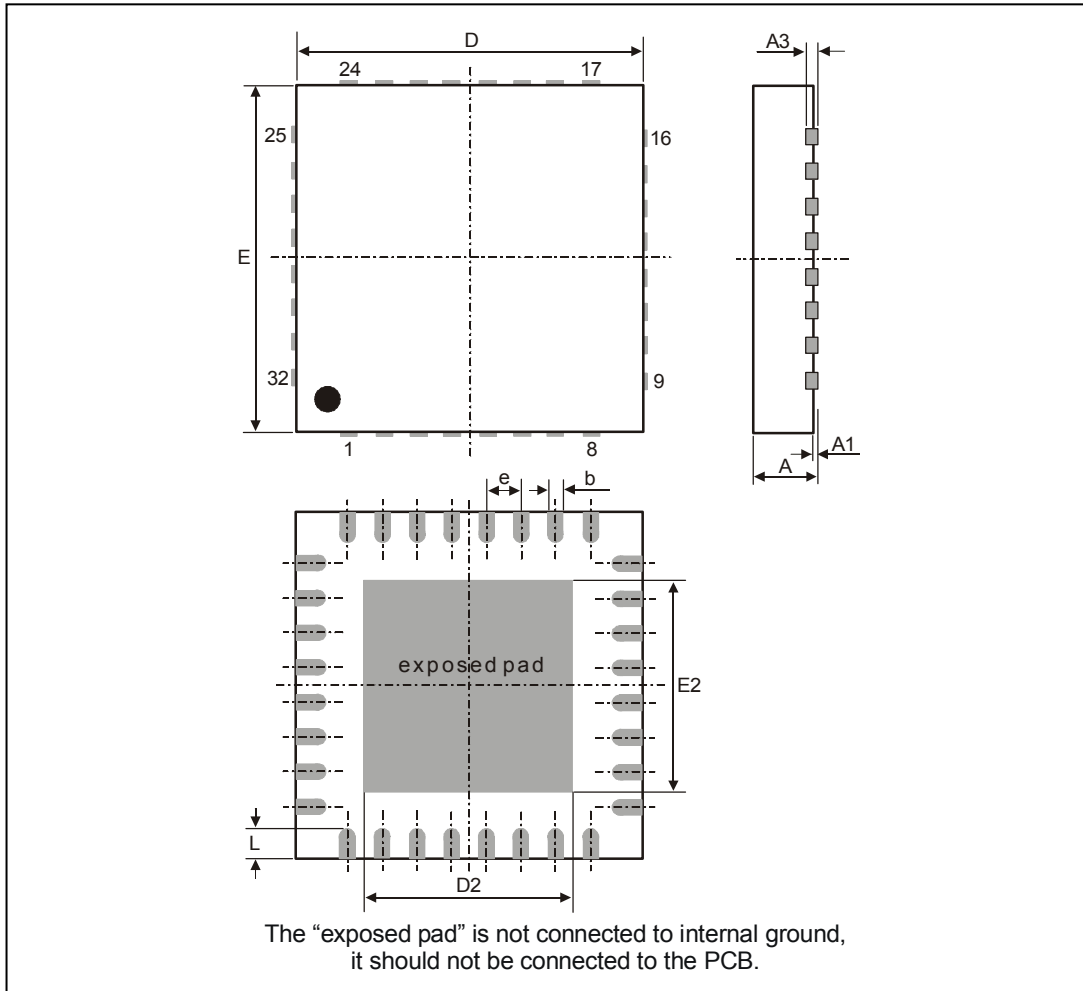 D
A3
24 17
25 16
E
32 9
1 8
A1
A
e b
exposed pad
E2
L
D2
The “exposed pad” is not connected to internal ground,
it should not be connected to the PCB.